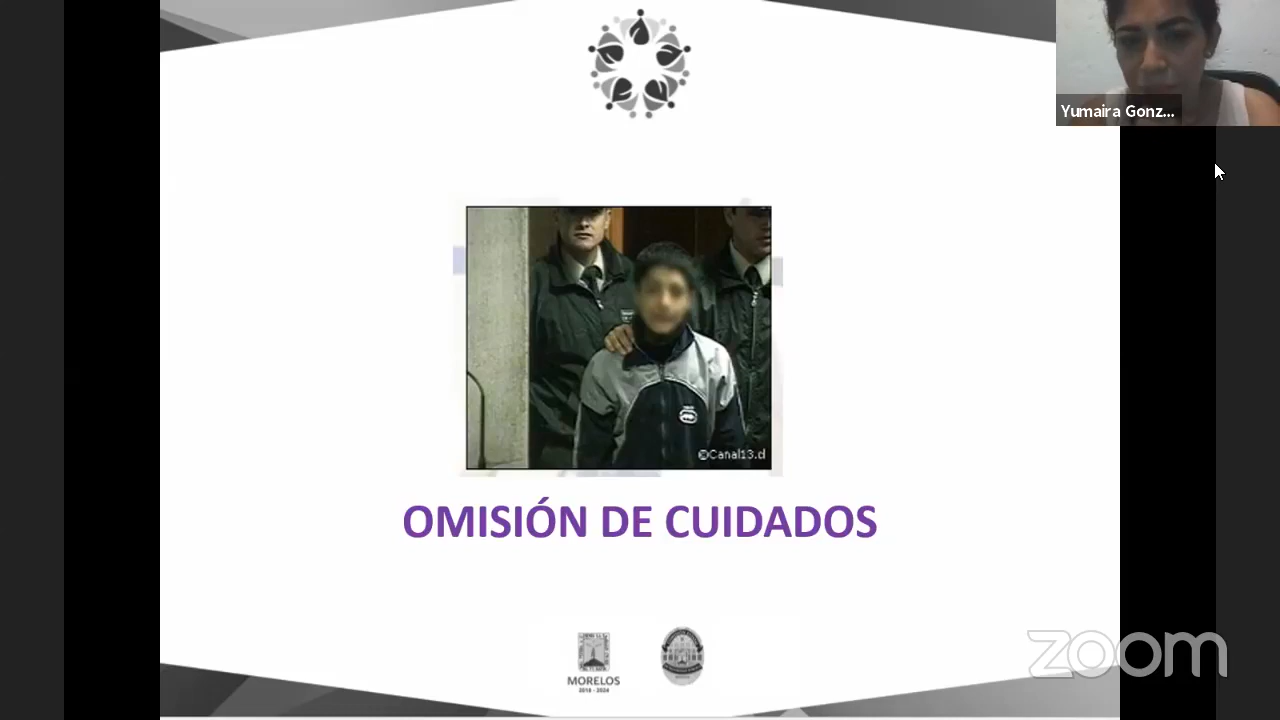 Yumaira Gonz...
©Canal13.cl
OMISIÓN DE CUIDADOS
MORELOS
2018 - 2024
zoom